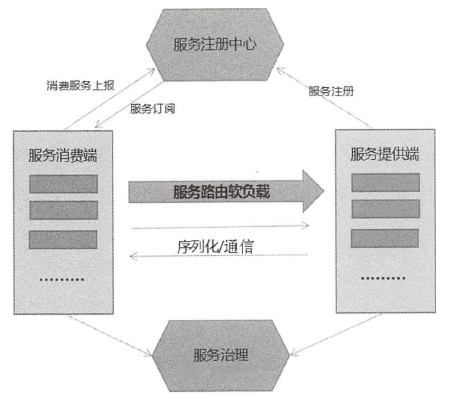 服务注册中心
消费服务上报
服务订阅
服务注册
服务消费端
服务提供端
服务路由软负载
序列化/通信
………
………
服务治理